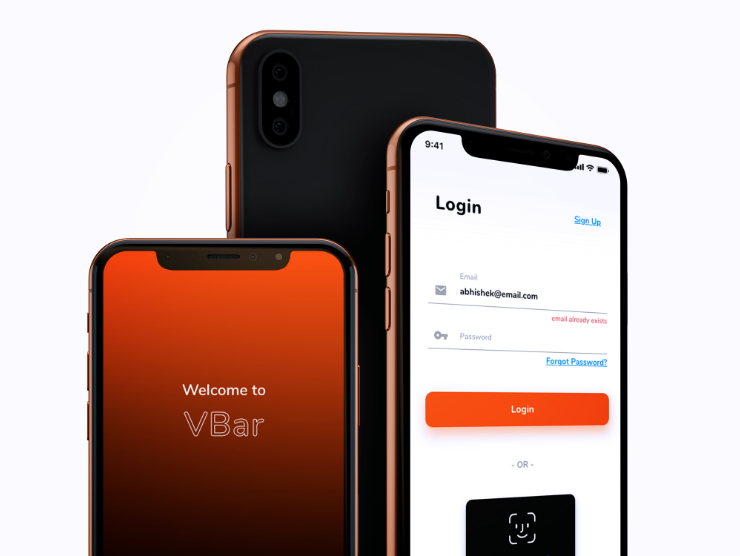 Welcome to
VBar
9:41
Login
Sign Up
Email
abhishek@email.com
email already exists
Password
Forgot Password?
Login
- OR -